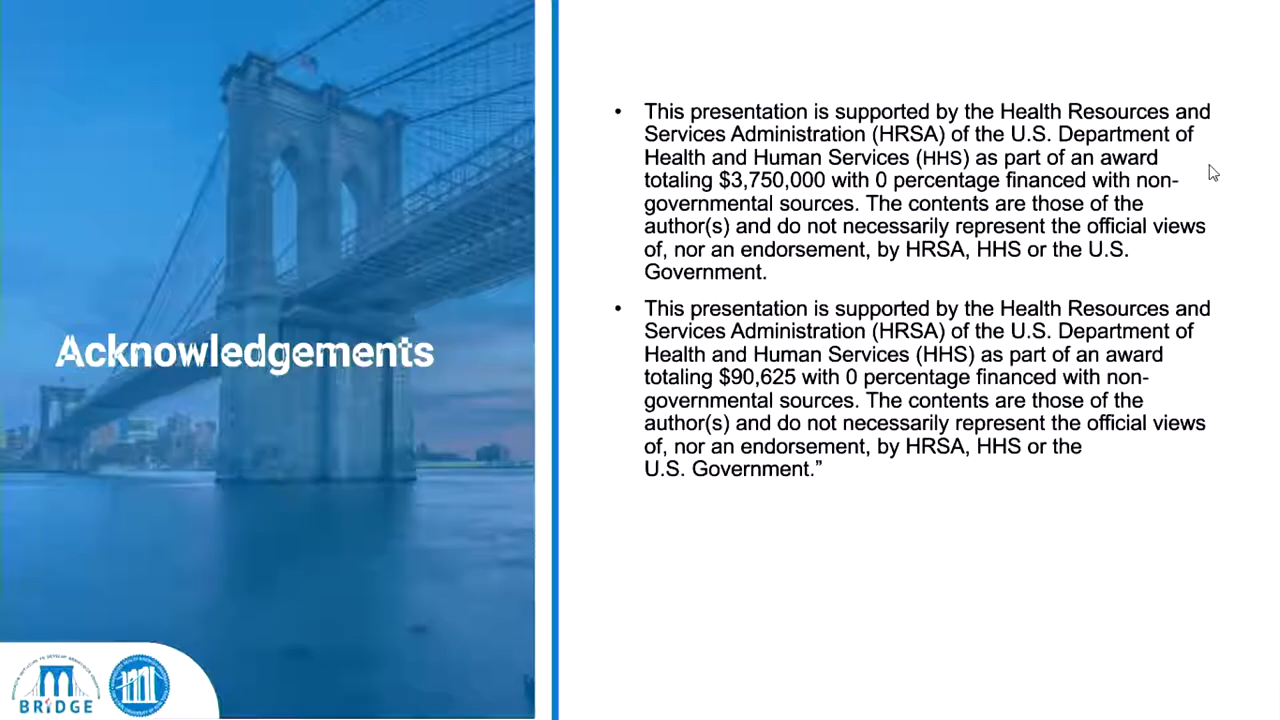 Acknowledgements
• This presentation is supported by the Health Resources and
Services Administration (HRSA) of the U.S. Department of
Health and Human Services (HHS) as part of an award
totaling $3,750,000 with 0 percentage financed with non-
governmental sources. The contents are those of the
author(s) and do not necessarily represent the official views
of, nor an endorsement, by HRSA, HHS or the U.S.
Government.
• This presentation is supported by the Health Resources and
Services Administration (HRSA) of the U.S. Department of
Health and Human Services (HHS) as part of an award
totaling $90,625 with 0 percentage financed with non-
governmental sources. The contents are those of the
author(s) and do not necessarily represent the official views
of, nor an endorsement, by HRSA, HHS or the
U.S. Government.”
BRIDGE